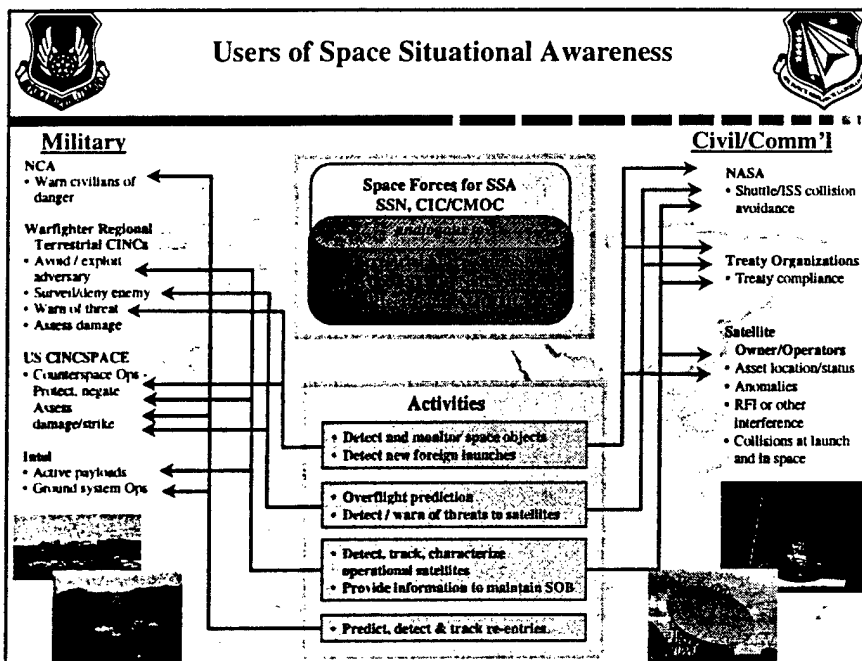 Users of Space Situational Awareness
Military
NCA
• Warn civilians of
danger
Warfighter Regional
Terrestrial CINCs
• Avoid / exploit
adversary
• Surveil/deny enemy
• Warn of threat
• Assess damage
US CINCSPACE
• Counterspace Ops -
Protect, negate
Assess
damage/strike
Intel
• Active payloads
• Ground system Ops
Space Forces for SSA
SSN, CIC/CMOC
Activities
• Detect and monitor space objects
• Detect new foreign launches
• Overflight prediction
• Detect / warn of threats to satellites
• Detect, track, characterize
operational satellites
• Provide information to maintain SOB
• Predict, detect & track re-entries
Civil/Comm'l
NASA
• Shuttle/ISS collision
avoidance
Treaty Organizations
• Treaty compliance
Satellite
• Owner/Operators
• Asset location/status
• Anomalies
• RFI or other
interference
• Collisions at launch
and in space